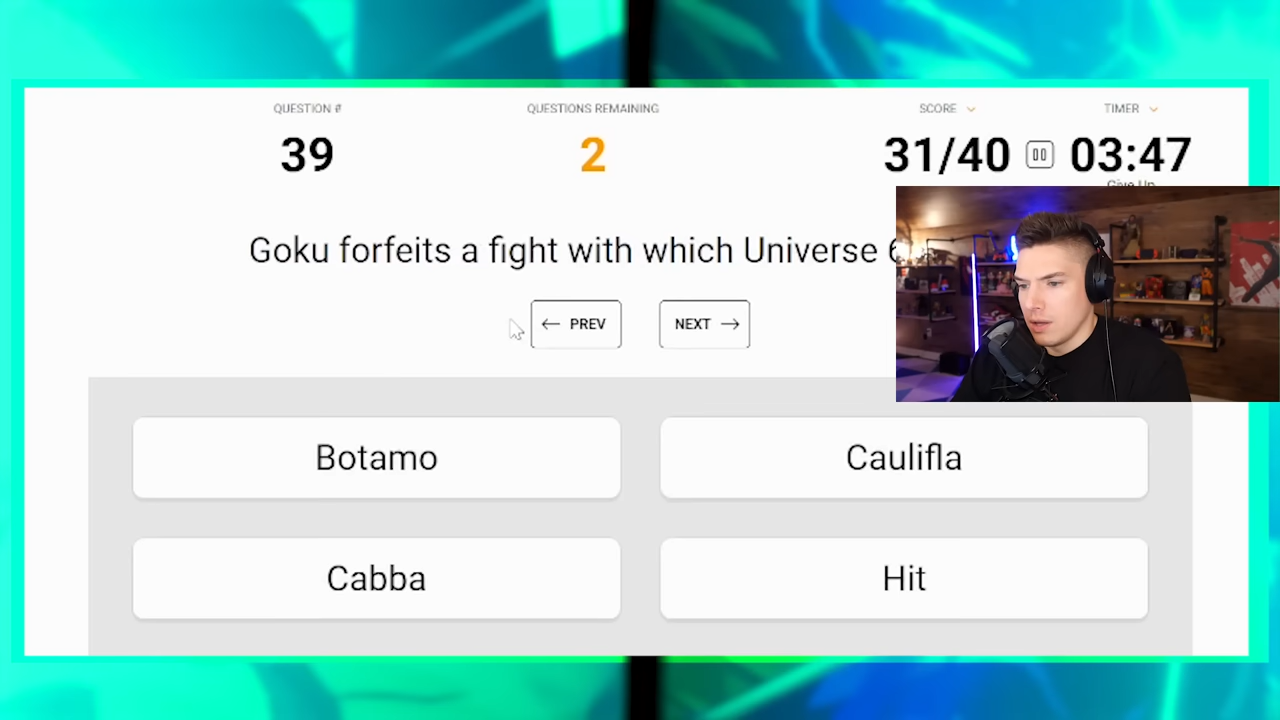 QUESTION #
QUESTIONS REMAINING
SCORE
TIMER
39
2
31/40
03:47
Goku forfeits a fight with which Universe
PREV
NEXT
Botamo
Caulifla
Cabba
Hit